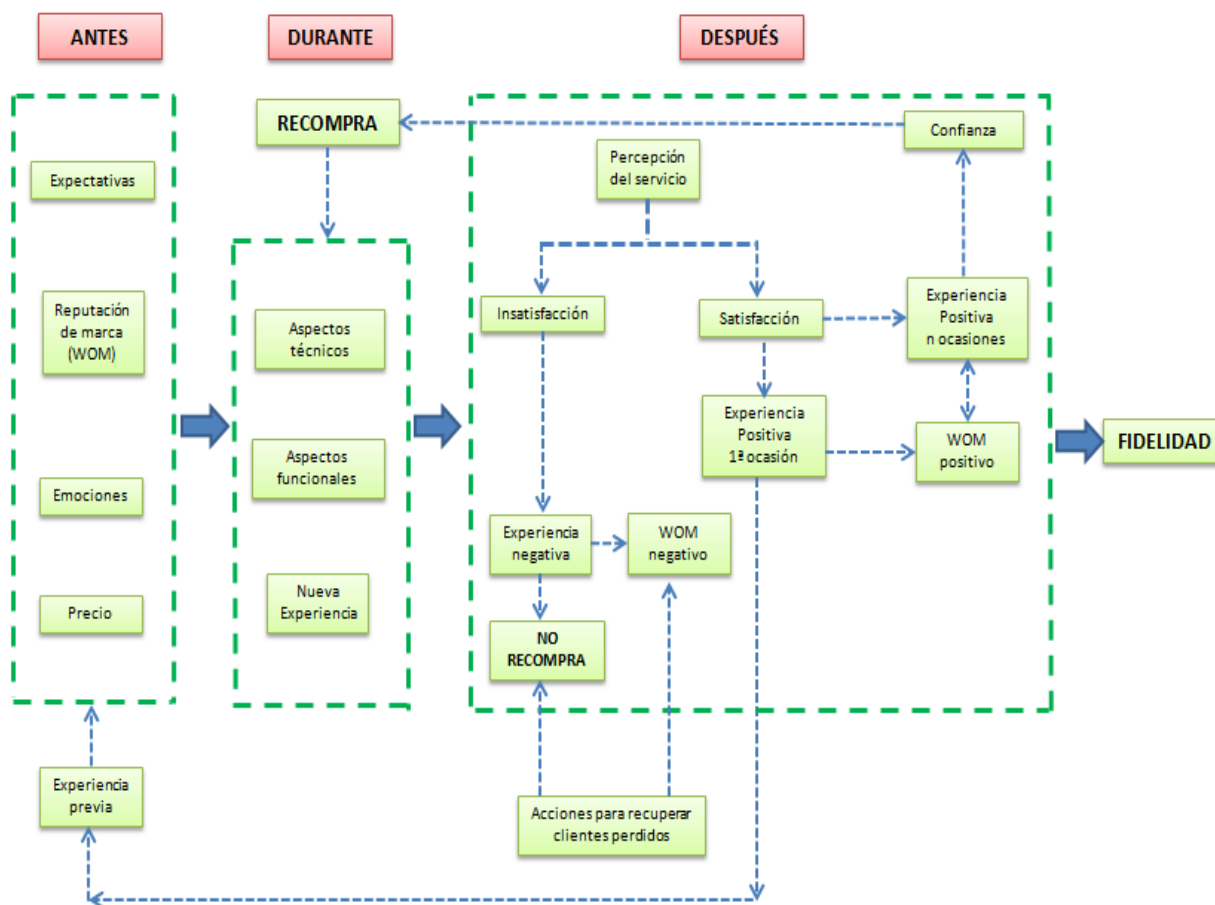 ANTES
DURANTE
DESPUÉS
Expectativas
Reputación
de marca
(WOM)
Emociones
Precio
Experiencia
previa
RECOMPRA
Aspectos
técnicos
Aspectos
funcionales
Nueva
Experiencia
Percepción
del servicio
Confianza
Insatisfacción
Satisfacción
Experiencia
Positiva
n ocasiones
Experiencia
Positiva
1ª ocasión
WOM
positivo
Experiencia
negativa
WOM
negativo
NO
RECOMPRA
Acciones para recuperar
clientes perdidos
FIDELIDAD